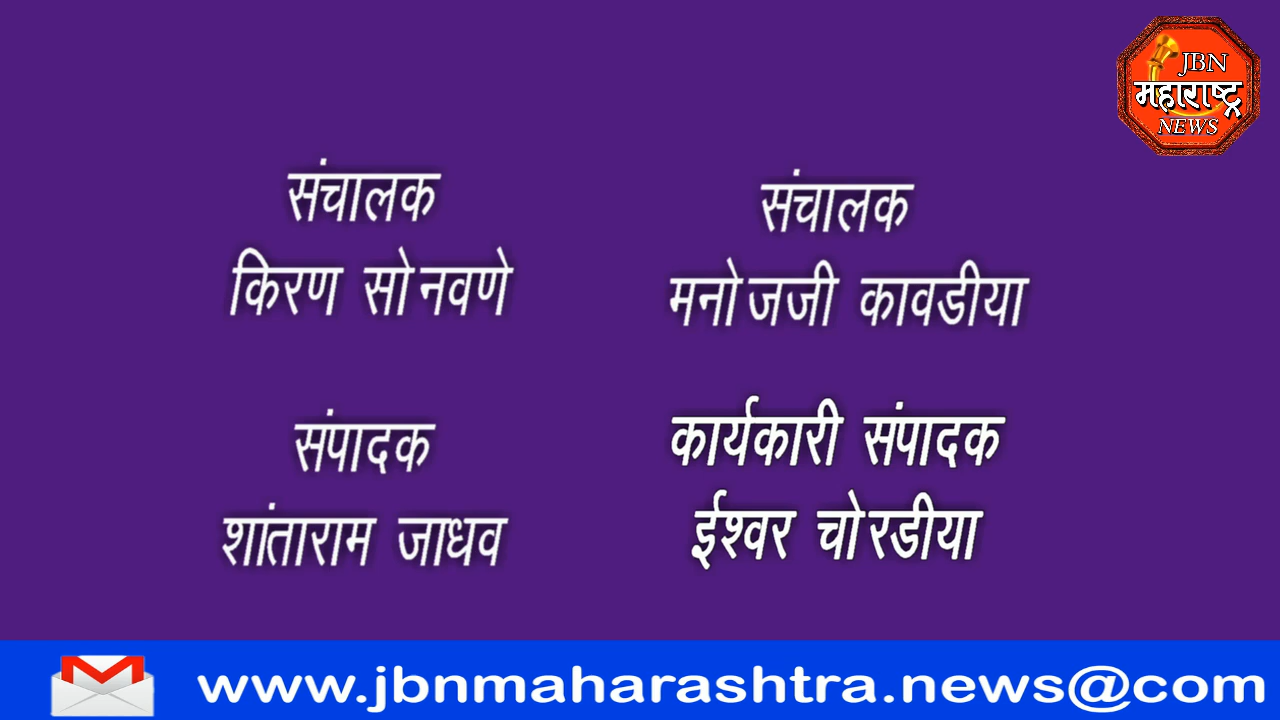 JBN
महाराष्ट्र
NEWS
संचालक
किरण सोनवणे
संचालक
मनोजजी कावडीया
संपादक
शांताराम जाधव
कार्यकारी संपादक
ईश्वर चोरडीया
www.jbnmaharashtra.news@com